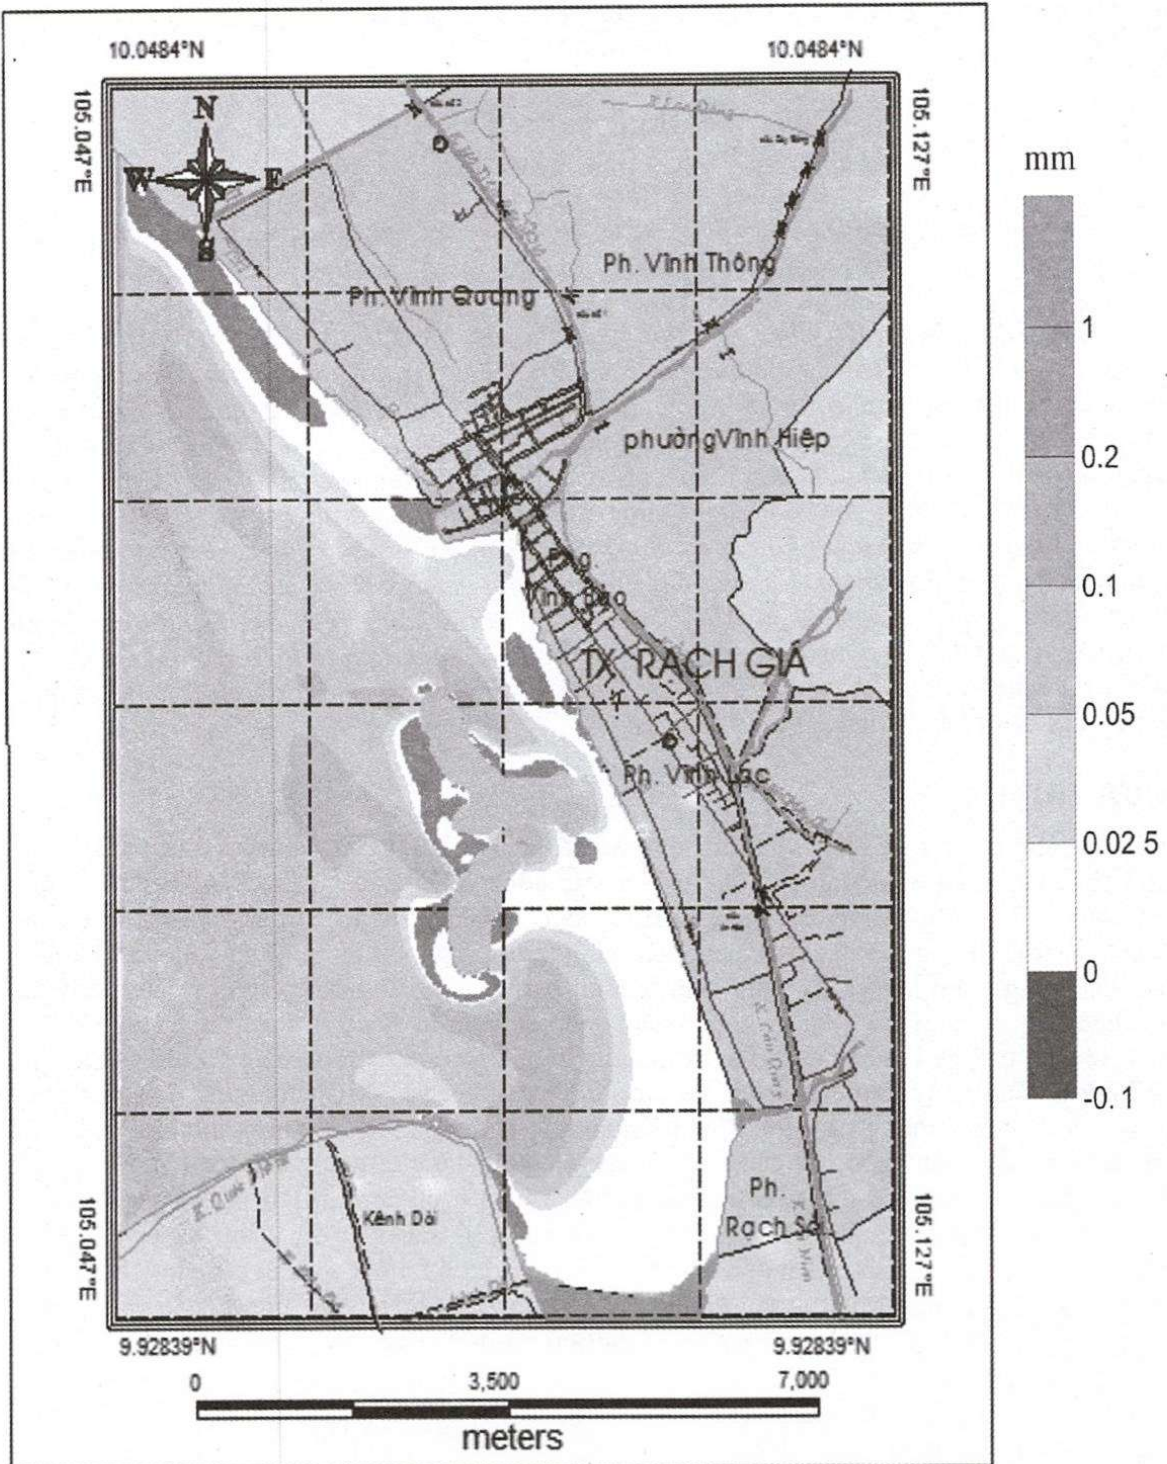 10.0484°N
10.0484°N
105.047°E
105.127°E
N
W
E
S
mm
Ph. Vĩnh Thông
Ph. Vĩnh Quang
1
phườngVĩnh Hiệp
0.2
0.1
Vĩnh Bảo
TX. RẠCH GIÁ
0.05
Ph. Vĩnh Lạc
0.02 5
0
-0.1
Ph.
Rạch Sỏi
Kênh Dài
105.047°E
105.127°E
9.92839°N
9.92839°N
0
3,500
7,000
meters